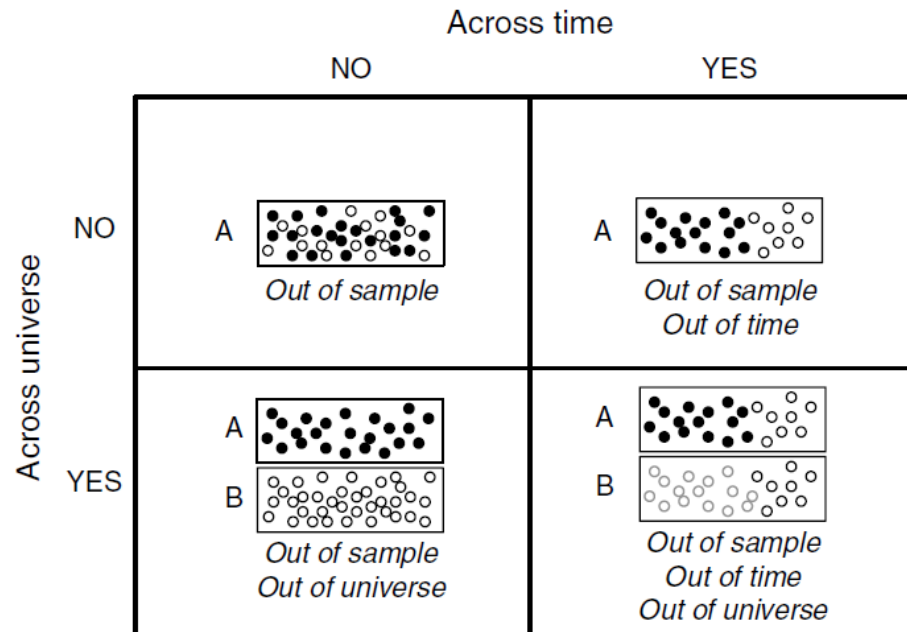 Across time
NO
YES
Across universe
NO
A
Out of sample
A
Out of sample
Out of time
YES
A
B
Out of sample
Out of universe
A
B
Out of sample
Out of time
Out of universe